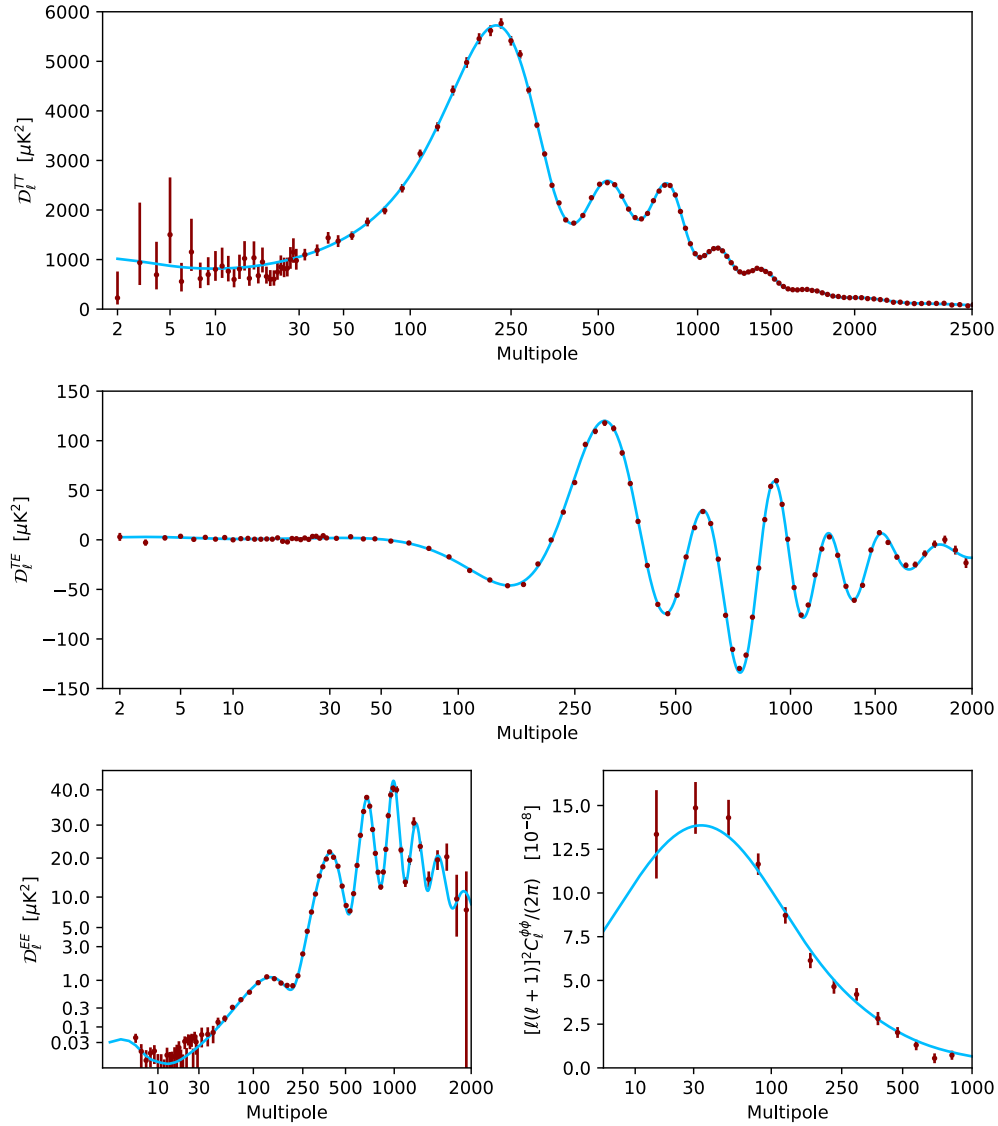 6000
5000
4000
3000
2000
1000
0
𝒟ℓ^TT [μK²]
2 5 10 30 50 100 250 500 1000 1500 2000 2500
Multipole
150
100
50
0
−50
−100
−150
𝒟ℓ^TE [μK²]
2 5 10 30 50 100 250 500 1000 1500 2000
Multipole
40.0
30.0
20.0
10.0
5.0
3.0
1.0
0.3
0.1
0.03
𝒟ℓ^EE [μK²]
10 30 100 250 500 1000 2000
Multipole
15.0
12.5
10.0
7.5
5.0
2.5
0.0
[ℓ(ℓ + 1)]²Cℓ^ϕϕ/(2π) [10⁻⁸]
10 30 100 250 500 1000
Multipole